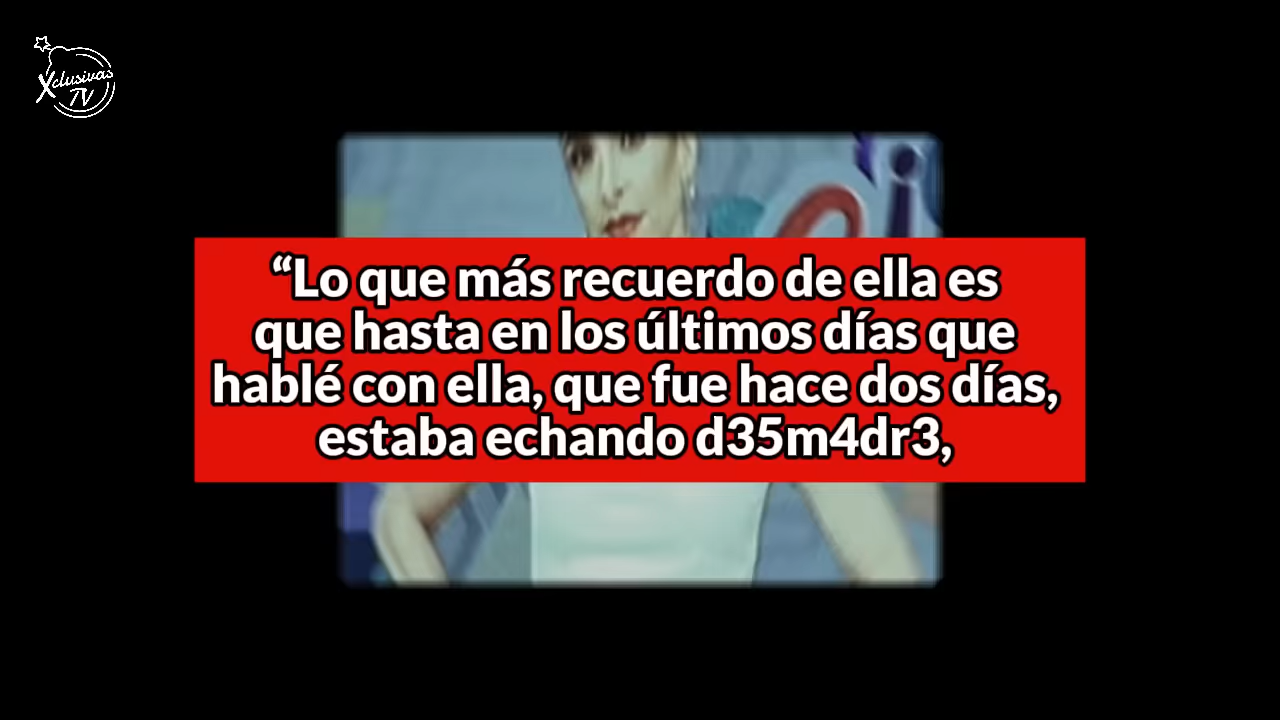 Xclusivas
TV
“Lo que más recuerdo de ella es
que hasta en los últimos días que
hablé con ella, que fue hace dos días,
estaba echando d35m4dr3,